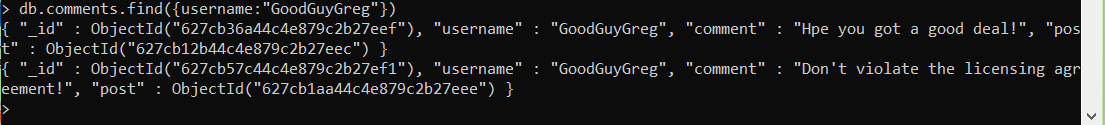 > db.comments.find({username:"GoodGuyGreg"})
{ "_id" : ObjectId("627cb36a44c4e879c2b27eef"), "username" : "GoodGuyGreg", "comment" : "Hpe you got a good deal!", "pos
t" : ObjectId("627cb12b44c4e879c2b27eec") }
{ "_id" : ObjectId("627cb57c44c4e879c2b27ef1"), "username" : "GoodGuyGreg", "comment" : "Don't violate the licensing agr
eement!", "post" : ObjectId("627cb1aa44c4e879c2b27eee") }
>